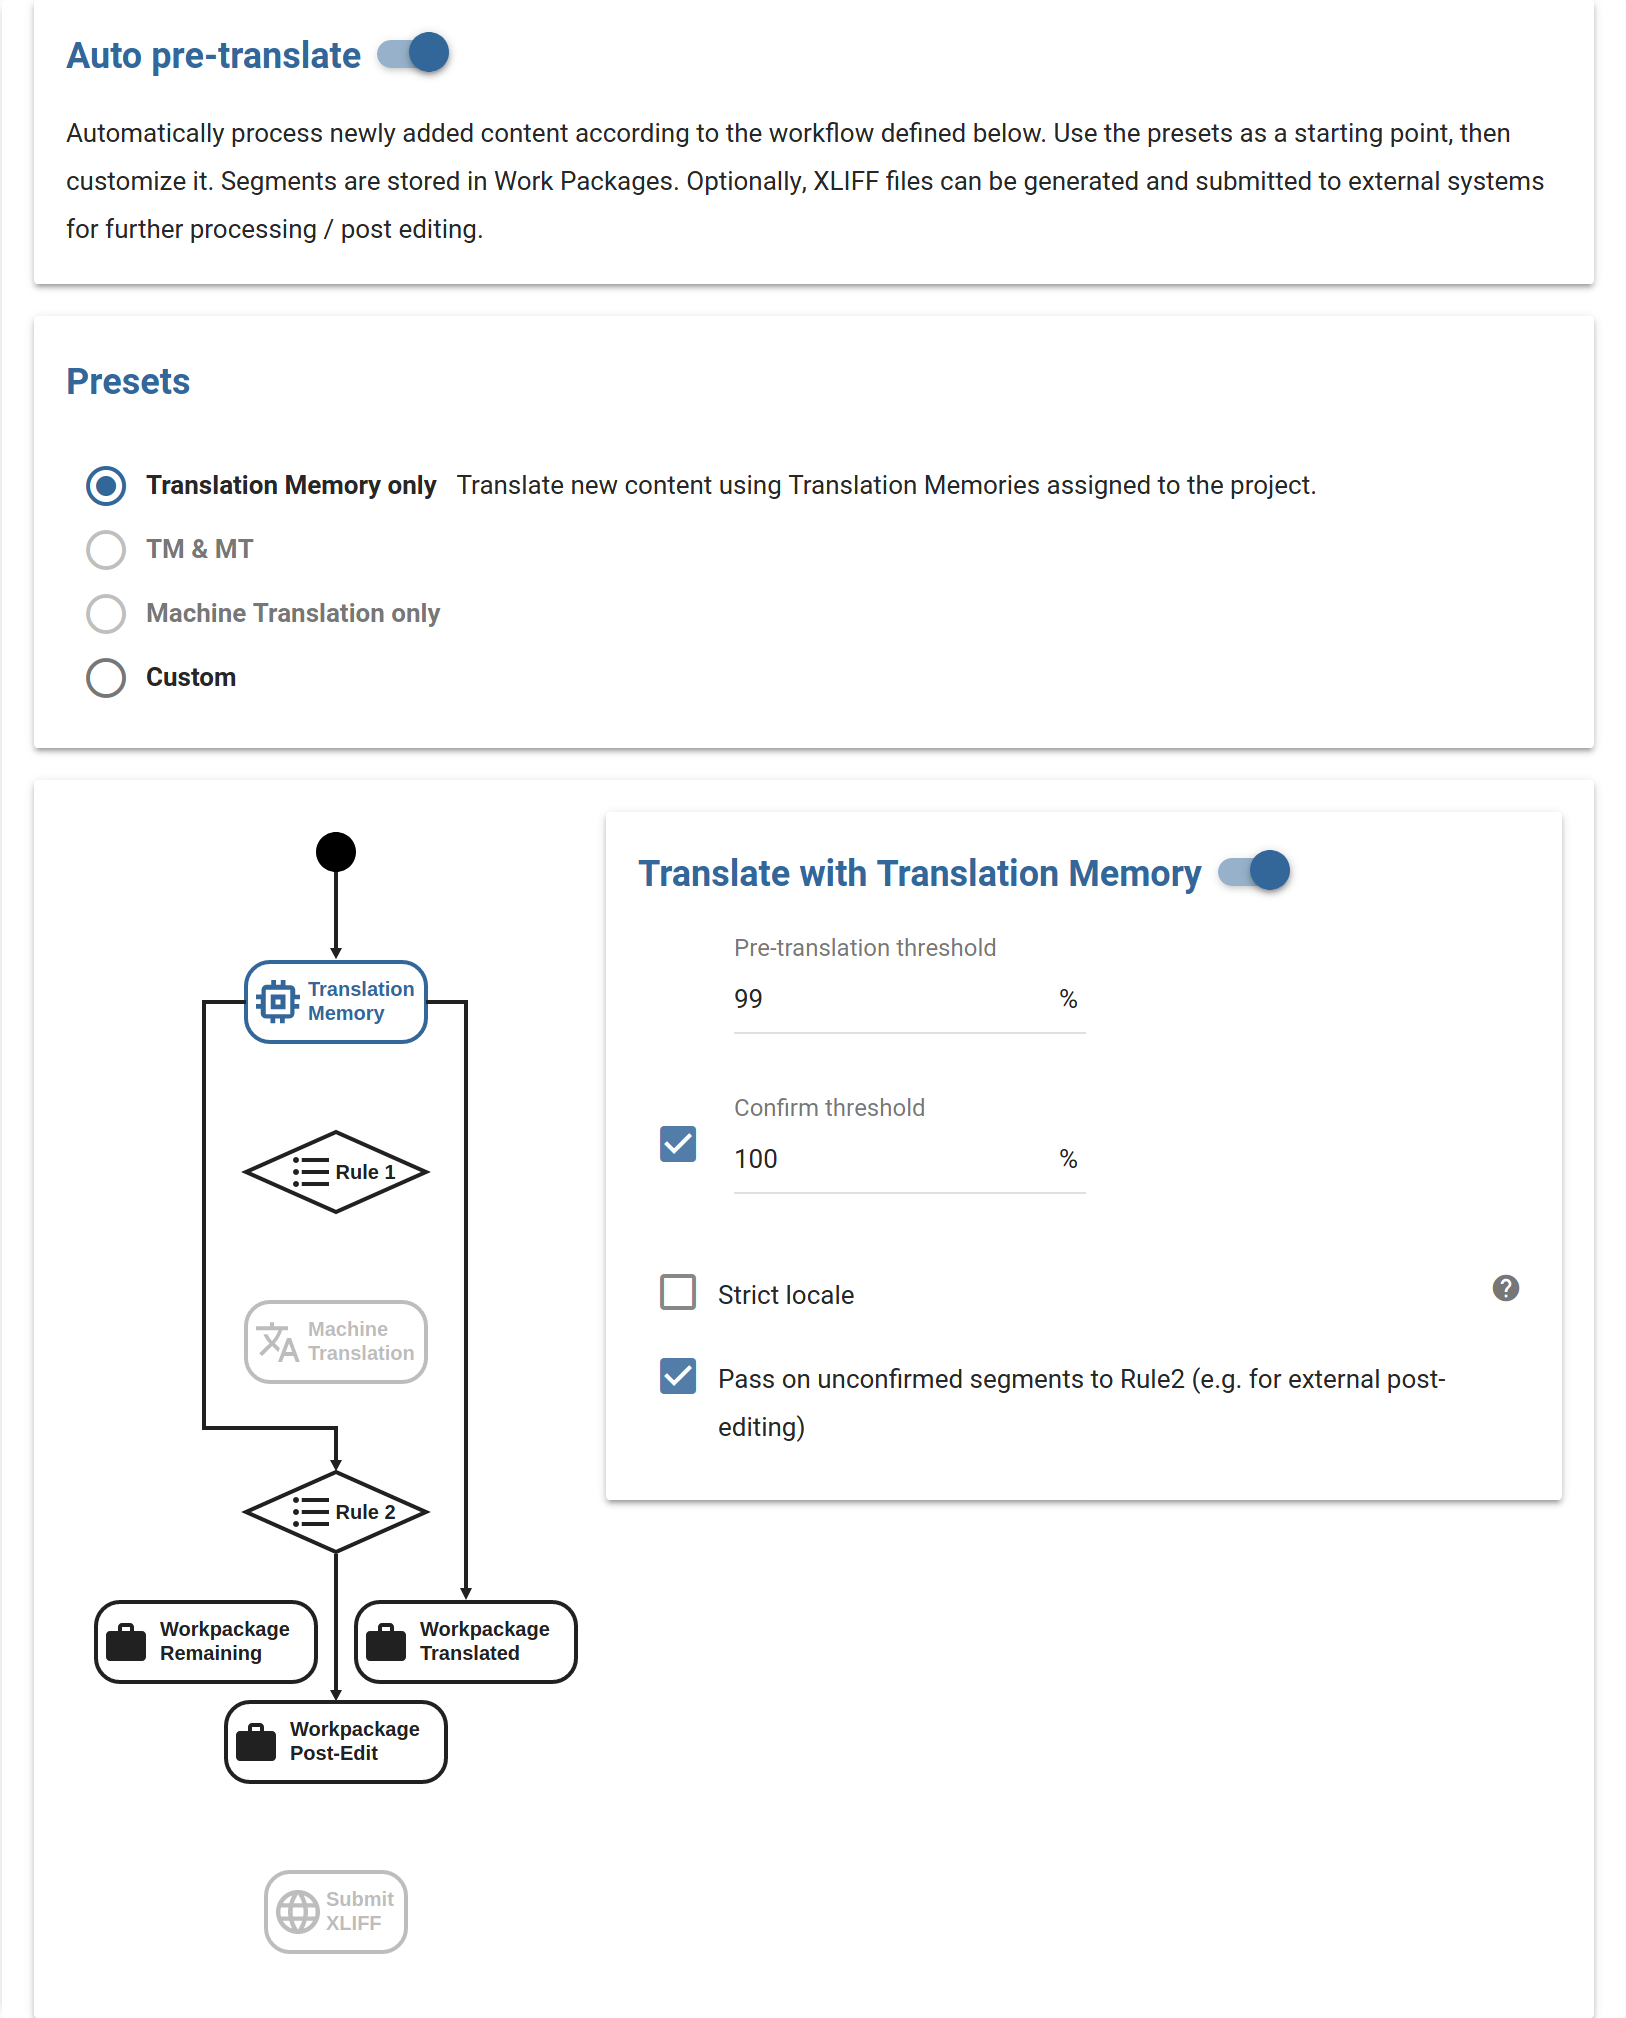 Auto pre-translate
Automatically process newly added content according to the workflow defined below. Use the presets as a starting point, then
customize it. Segments are stored in Work Packages. Optionally, XLIFF files can be generated and submitted to external systems
for further processing / post editing.
Presets
Translation Memory only Translate new content using Translation Memories assigned to the project.
TM & MT
Machine Translation only
Custom
Translation
Memory
Rule 1
Machine
Translation
Rule 2
Workpackage
Remaining
Workpackage
Translated
Workpackage
Post-Edit
Submit
XLIFF
Translate with Translation Memory
Pre-translation threshold
99 %
Confirm threshold
100 %
Strict locale
?
Pass on unconfirmed segments to Rule2 (e.g. for external post-
editing)